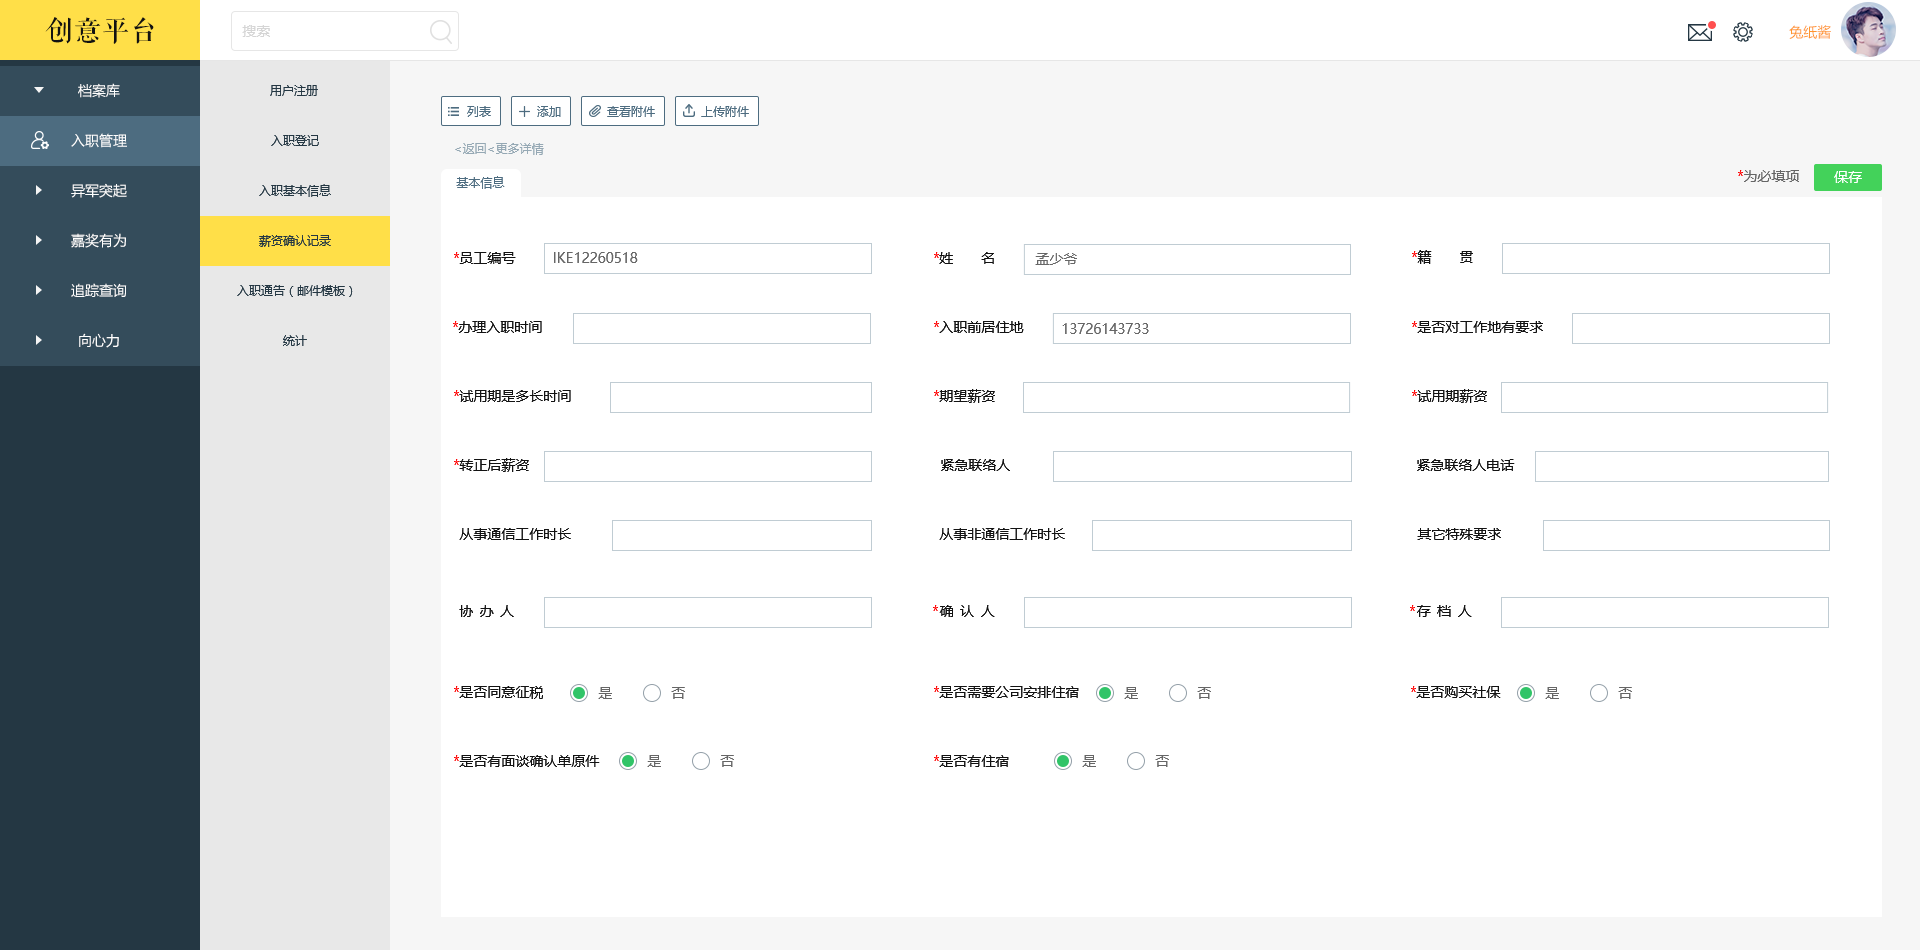 创意平台
搜索
兔纸酱
档案库
入职管理
异军突起
嘉奖有为
追踪查询
向心力
用户注册
入职登记
入职基本信息
薪资确认记录
入职通告（邮件模板）
统计
列表 添加 查看附件 上传附件
<返回<更多详情
基本信息
*为必填项 保存
*员工编号 IKE12260518 *姓 名 孟少爷 *籍 贯
*办理入职时间 *入职前居住地 13726143733 *是否对工作地有要求
*试用期是多长时间 *期望薪资 *试用期薪资
*转正后薪资 紧急联络人 紧急联络人电话
从事通信工作时长 从事非通信工作时长 其它特殊要求
协 办 人 *确 认 人 *存 档 人
*是否同意征税 是 否 *是否需要公司安排住宿 是 否 *是否购买社保 是 否
*是否有面谈确认单原件 是 否 *是否有住宿 是 否